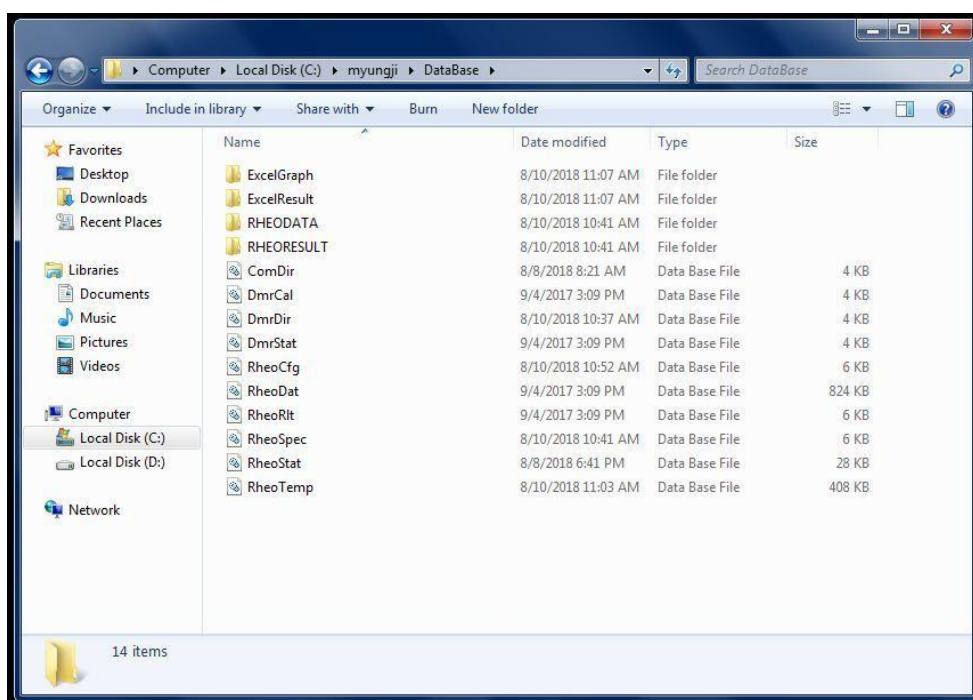 Computer Local Disk (C:) myungji DataBase Search DataBase
Organize Include in library Share with Burn New folder
Favorites
Desktop
Downloads
Recent Places
Libraries
Documents
Music
Pictures
Videos
Computer
Local Disk (C:)
Local Disk (D:)
Network
Name Date modified Type Size
ExcelGraph 8/10/2018 11:07 AM File folder
ExcelResult 8/10/2018 11:07 AM File folder
RHEODATA 8/10/2018 10:41 AM File folder
RHEORESULT 8/10/2018 10:41 AM File folder
ComDir 8/8/2018 8:21 AM Data Base File 4 KB
DmrCal 9/4/2017 3:09 PM Data Base File 4 KB
DmrDir 8/10/2018 10:37 AM Data Base File 4 KB
DmrStat 9/4/2017 3:09 PM Data Base File 4 KB
RheoCfg 8/10/2018 10:52 AM Data Base File 6 KB
RheoDat 9/4/2017 3:09 PM Data Base File 824 KB
RheoRlt 9/4/2017 3:09 PM Data Base File 6 KB
RheoSpec 8/10/2018 10:41 AM Data Base File 6 KB
RheoStat 8/8/2018 6:41 PM Data Base File 28 KB
RheoTemp 8/10/2018 11:03 AM Data Base File 408 KB
14 items